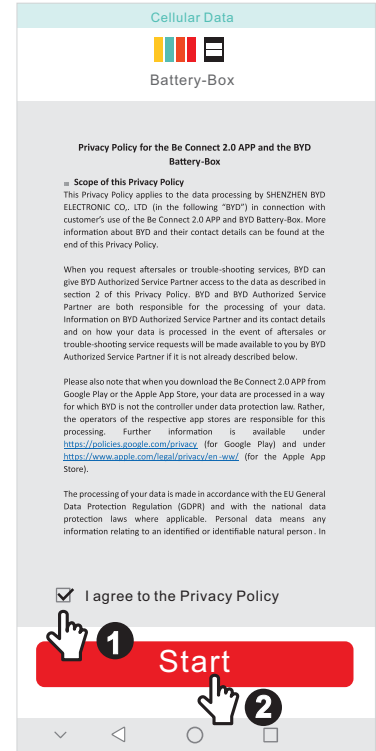 Cellular Data
Battery-Box
Privacy Policy for the Be Connect 2.0 APP and the BYD
Battery-Box
Scope of this Privacy Policy
This Privacy Policy applies to the data processing by SHENZHEN BYD
ELECTRONIC CO,. LTD (in the following "BYD") in connection with
customer's use of the Be Connect 2.0 APP and BYD Battery-Box. More
information about BYD and their contact details can be found at the
end of this Privacy Policy.
When you request aftersales or trouble-shooting services, BYD can
give BYD Authorized Service Partner access to the data as described in
section 2 of this Privacy Policy. BYD and BYD Authorized Service
Partner are both responsible for the processing of your data.
Information on BYD Authorized Service Partner and its contact details
and on how your data is processed in the event of aftersales or
trouble-shooting service requests will be made available to you by BYD
Authorized Service Partner if it is not already described below.
Please also note that when you download the Be Connect 2.0 APP from
Google Play or the Apple App Store, your data are processed in a way
for which BYD is not the controller under data protection law. Rather,
the operators of the respective app stores are responsible for this
processing. Further information is available under
https://policies.google.com/privacy (for Google Play) and under
https://www.apple.com/legal/privacy/en-ww/ (for the Apple App
Store).
The processing of your data is made in accordance with the EU General
Data Protection Regulation (GDPR) and with the national data
protection laws where applicable. Personal data means any
information relating to an identified or identifiable natural person. In
I agree to the Privacy Policy
1
Start
2